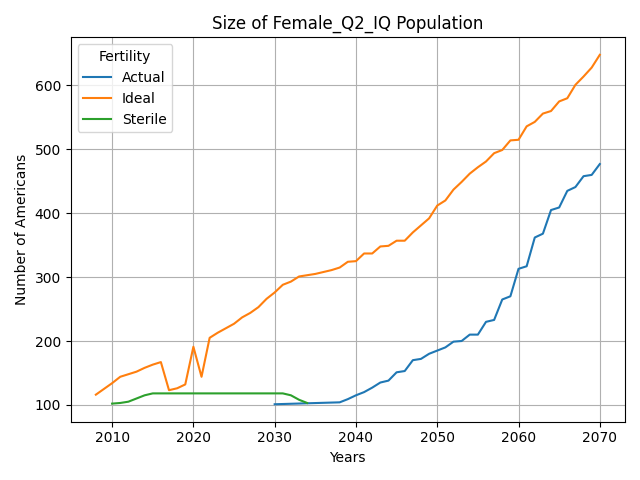 Size of Female_Q2_IQ Population
Fertility
Actual
Ideal
Sterile
Number of Americans
600
500
400
300
200
100
2010 2020 2030 2040 2050 2060 2070
Years